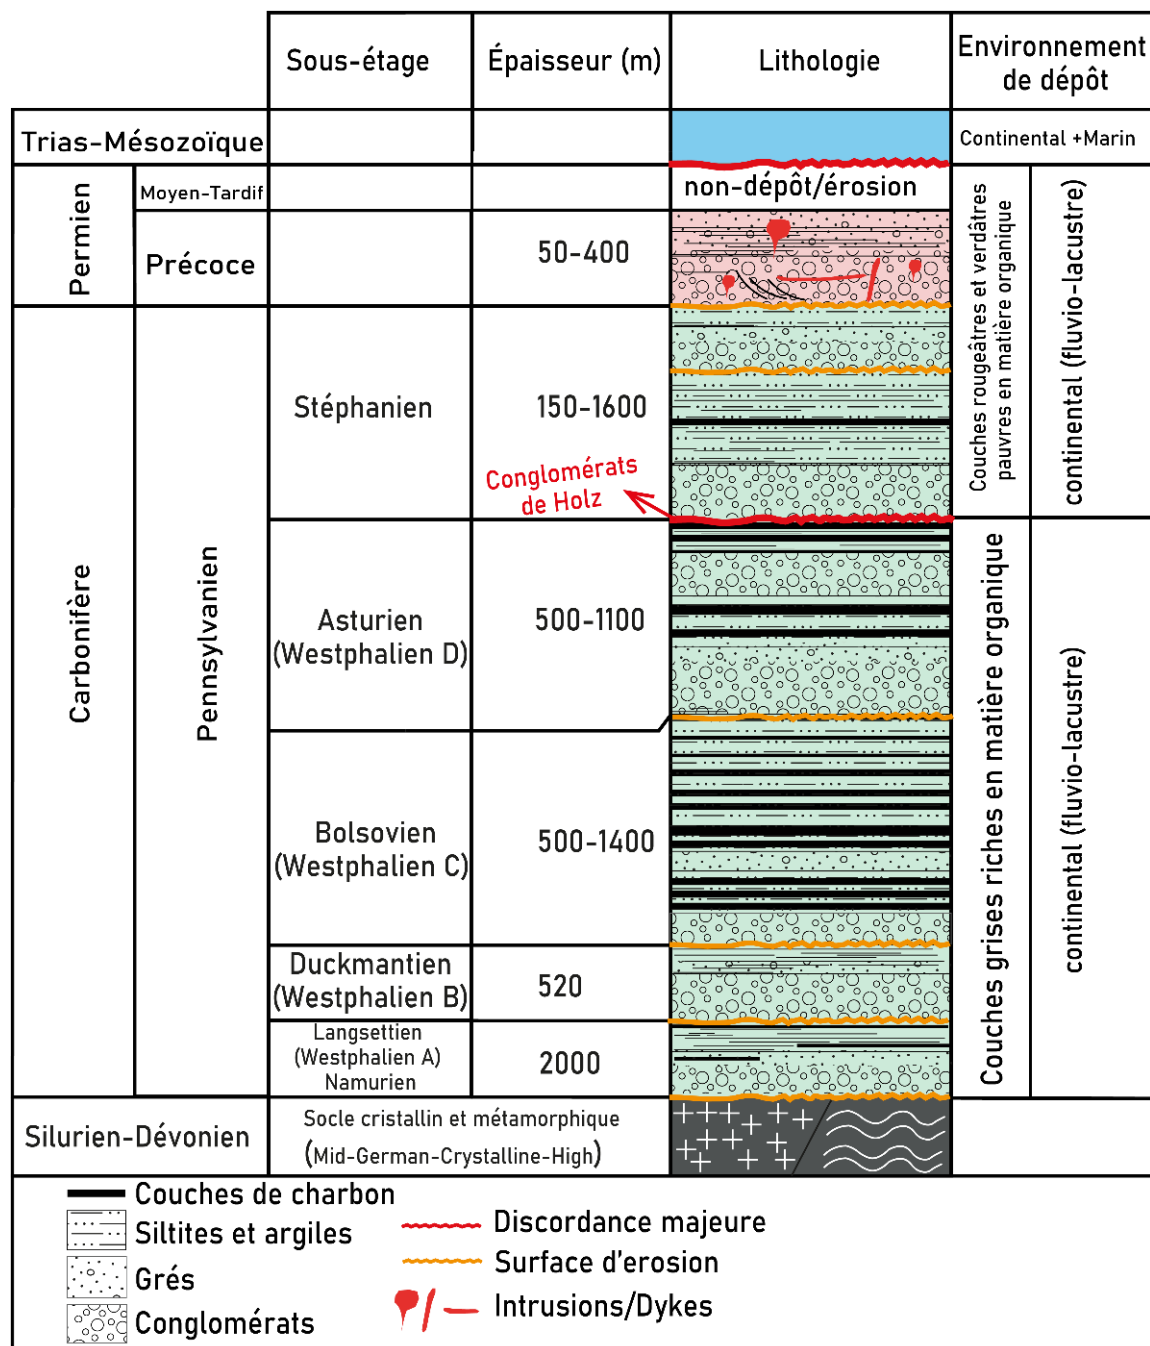 Sous-étage
Épaisseur (m)
Lithologie
Environnement
de dépôt
Trias-Mésozoïque
Continental +Marin
Permien
Moyen-Tardif
non-dépôt/érosion
Précoce
50-400
Couches rougeâtres et verdâtres
pauvres en matière organique
continental (fluvio-lacustre)
Carbonifère
Pennsylvanien
Stéphanien
150-1600
Conglomérats
de Holz
Asturien
(Westphalien D)
500-1100
Couches grises riches en matière organique
continental (fluvio-lacustre)
Bolsovien
(Westphalien C)
500-1400
Duckmantien
(Westphalien B)
520
Langsettien
(Westphalien A)
Namurien
2000
Silurien-Dévonien
Socle cristallin et métamorphique
(Mid-German-Crystalline-High)
Couches de charbon
Siltites et argiles
Grés
Conglomérats
Discordance majeure
Surface d'erosion
Intrusions/Dykes